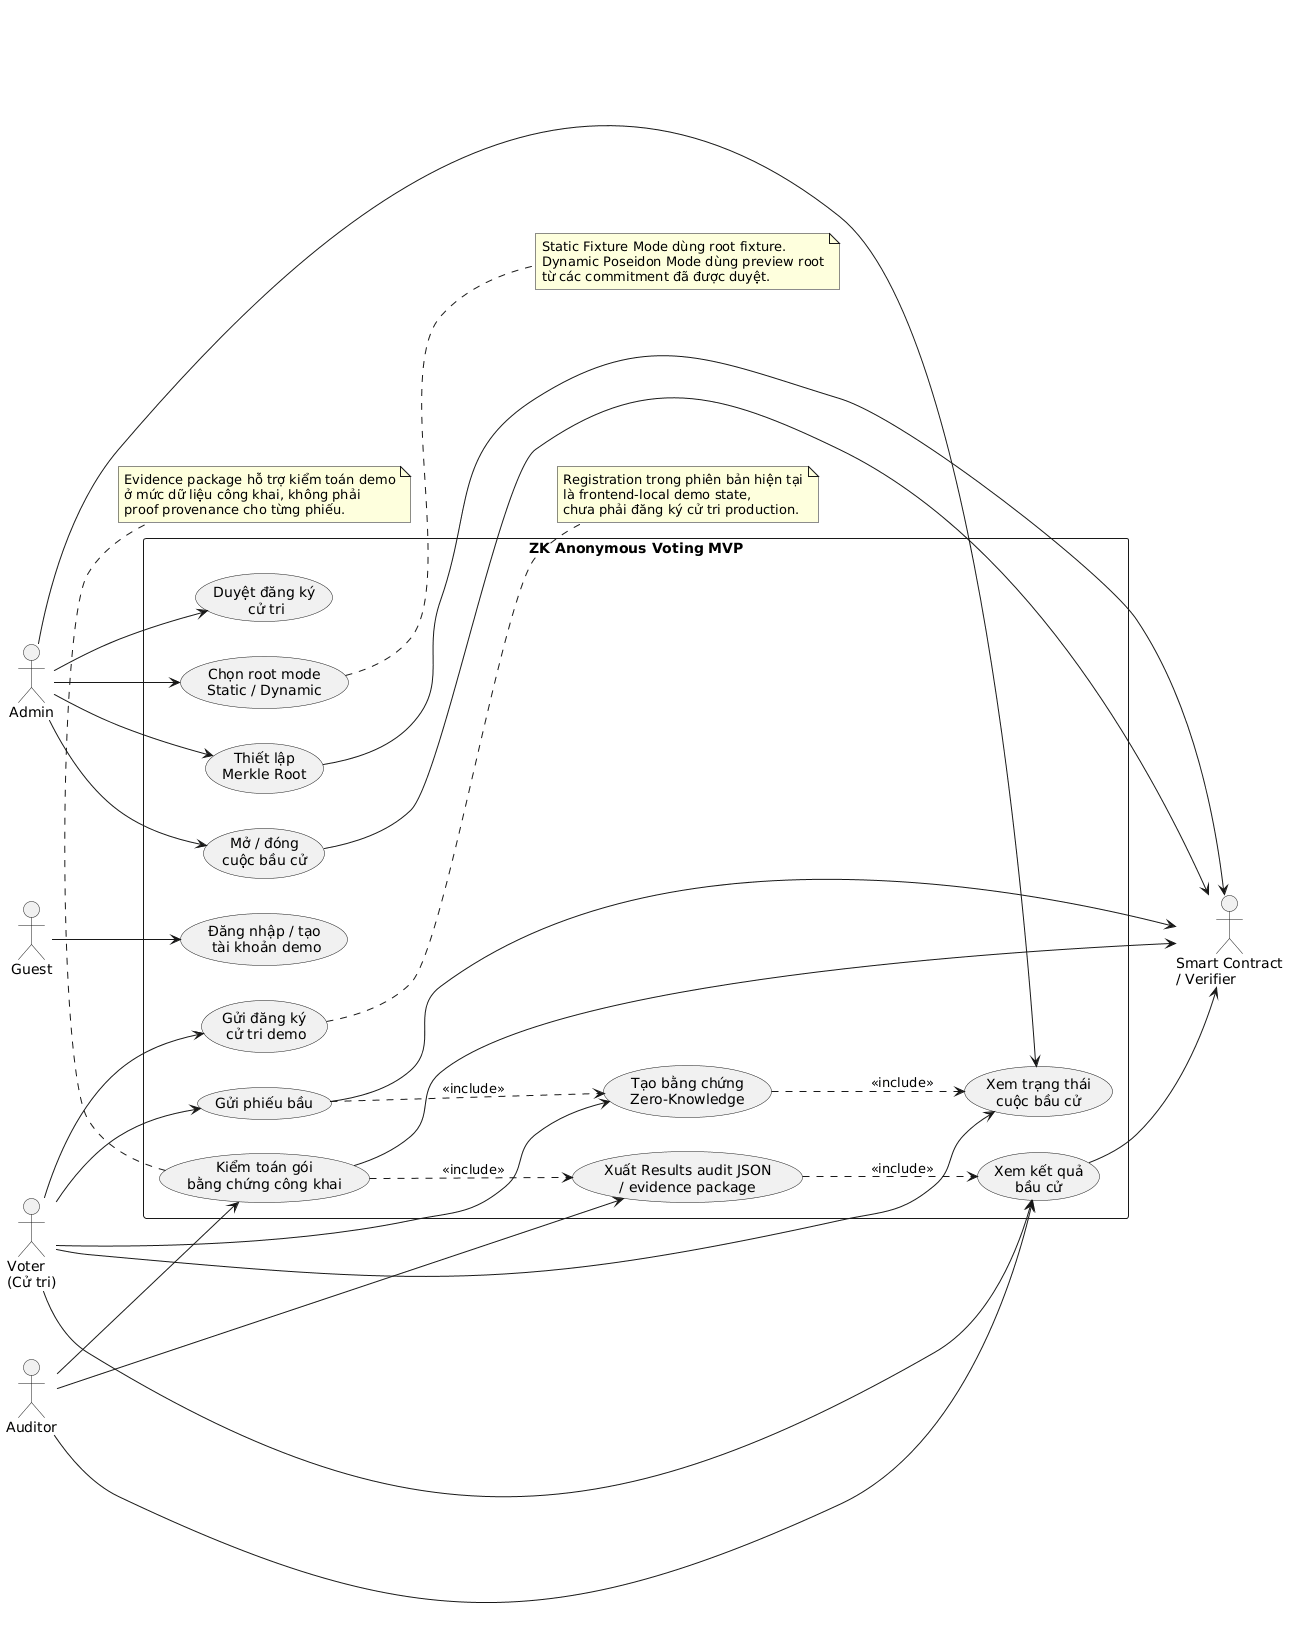 Static Fixture Mode dùng root fixture.
Dynamic Poseidon Mode dùng preview root
từ các commitment đã được duyệt.
Evidence package hỗ trợ kiểm toán demo
ở mức dữ liệu công khai, không phải
proof provenance cho từng phiếu.
Registration trong phiên bản hiện tại
là frontend-local demo state,
chưa phải đăng ký cử tri production.
ZK Anonymous Voting MVP
Duyệt đăng ký
cử tri
Chọn root mode
Static / Dynamic
Admin
Thiết lập
Merkle Root
Mở / đóng
cuộc bầu cử
Đăng nhập / tạo
tài khoản demo
Guest
Smart Contract
/ Verifier
Gửi đăng ký
cử tri demo
Gửi phiếu bầu
«include»
Tạo bằng chứng
Zero-Knowledge
«include»
Xem trạng thái
cuộc bầu cử
Kiểm toán gói
bằng chứng công khai
«include»
Xuất Results audit JSON
/ evidence package
«include»
Xem kết quả
bầu cử
Voter
(Cử tri)
Auditor